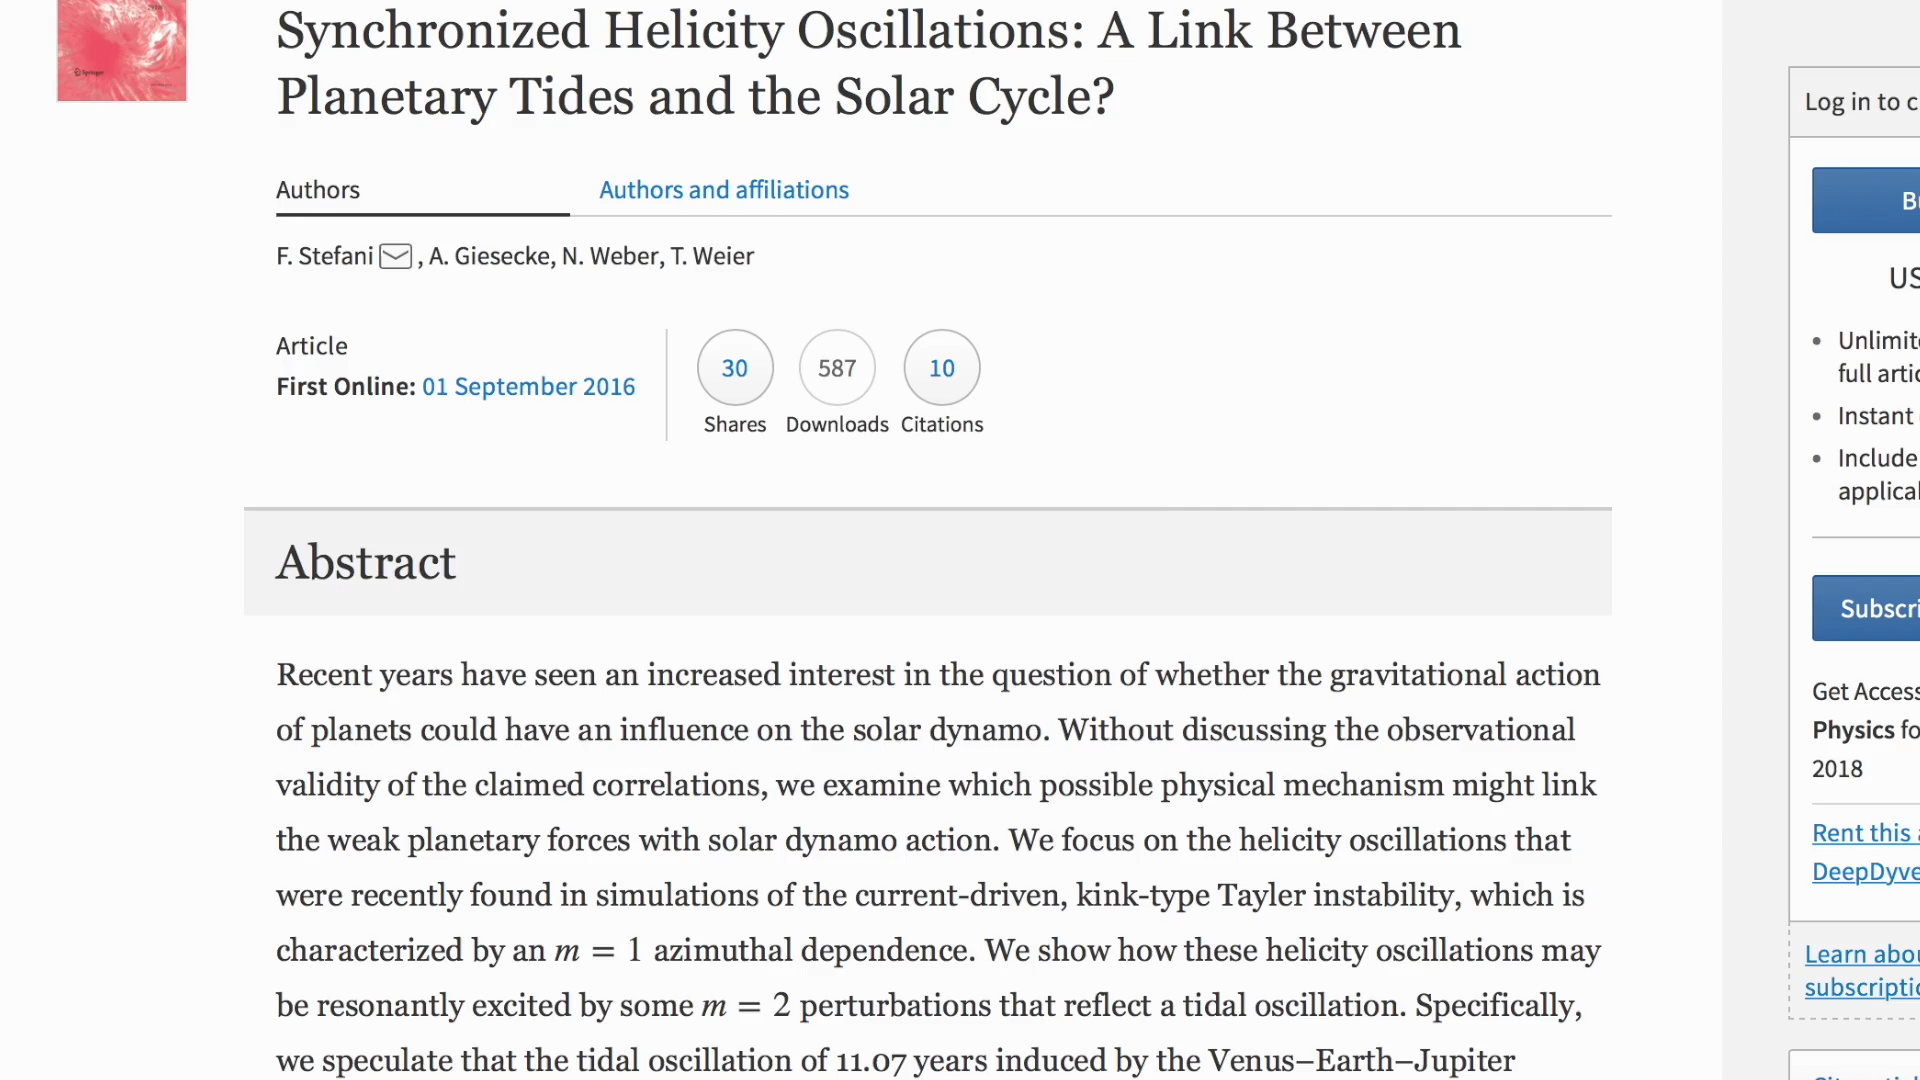 Springer
Synchronized Helicity Oscillations: A Link Between
Planetary Tides and the Solar Cycle?
Authors
Authors and affiliations
F. Stefani , A. Giesecke, N. Weber, T. Weier
Article
First Online: 01 September 2016
30
Shares
587
Downloads
10
Citations
Abstract
Recent years have seen an increased interest in the question of whether the gravitational action
of planets could have an influence on the solar dynamo. Without discussing the observational
validity of the claimed correlations, we examine which possible physical mechanism might link
the weak planetary forces with solar dynamo action. We focus on the helicity oscillations that
were recently found in simulations of the current-driven, kink-type Tayler instability, which is
characterized by an m = 1 azimuthal dependence. We show how these helicity oscillations may
be resonantly excited by some m = 2 perturbations that reflect a tidal oscillation. Specifically,
we speculate that the tidal oscillation of 11.07 years induced by the Venus–Earth–Jupiter
Log in to c
Bu
US
• Unlimite
full artic
• Instant
• Include
applical
Subscri
Get Access
Physics fo
2018
Rent this a
DeepDyve
Learn abou
subscriptio